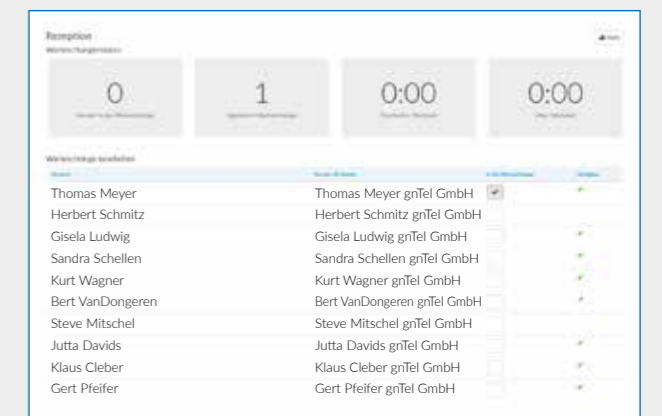 Rezeption
0 1 0:00 0:00
Thomas Meyer Thomas Meyer gnTel GmbH
Herbert Schmitz Herbert Schmitz gnTel GmbH
Gisela Ludwig Gisela Ludwig gnTel GmbH
Sandra Schellen Sandra Schellen gnTel GmbH
Kurt Wagner Kurt Wagner gnTel GmbH
Bert VanDongeren Bert VanDongeren gnTel GmbH
Steve Mitschel Steve Mitschel gnTel GmbH
Jutta Davids Jutta Davids gnTel GmbH
Klaus Cleber Klaus Cleber gnTel GmbH
Gert Pfeifer Gert Pfeifer gnTel GmbH